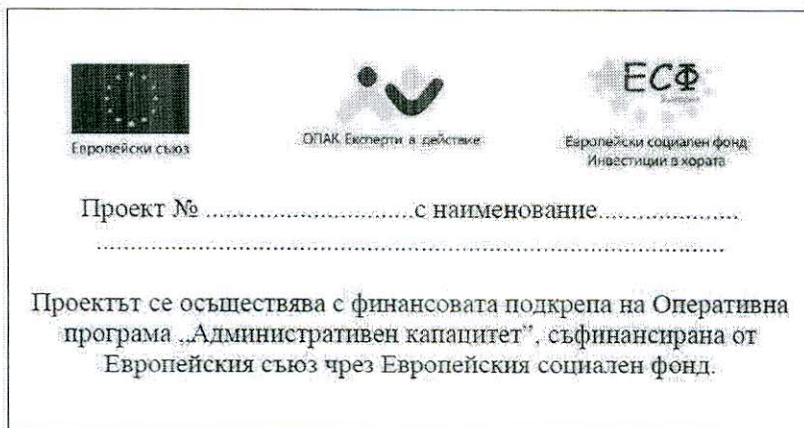 Европейски съюз
ОПАК Експерти в действие
ЕСФ
Европейски социален фонд
Инвестиции в хората
Проект № ....................................с наименование........................
.............................................................................................................
Проектът се осъществява с финансовата подкрепа на Оперативна
програма „Административен капацитет”, съфинансирана от
Европейския съюз чрез Европейския социален фонд.